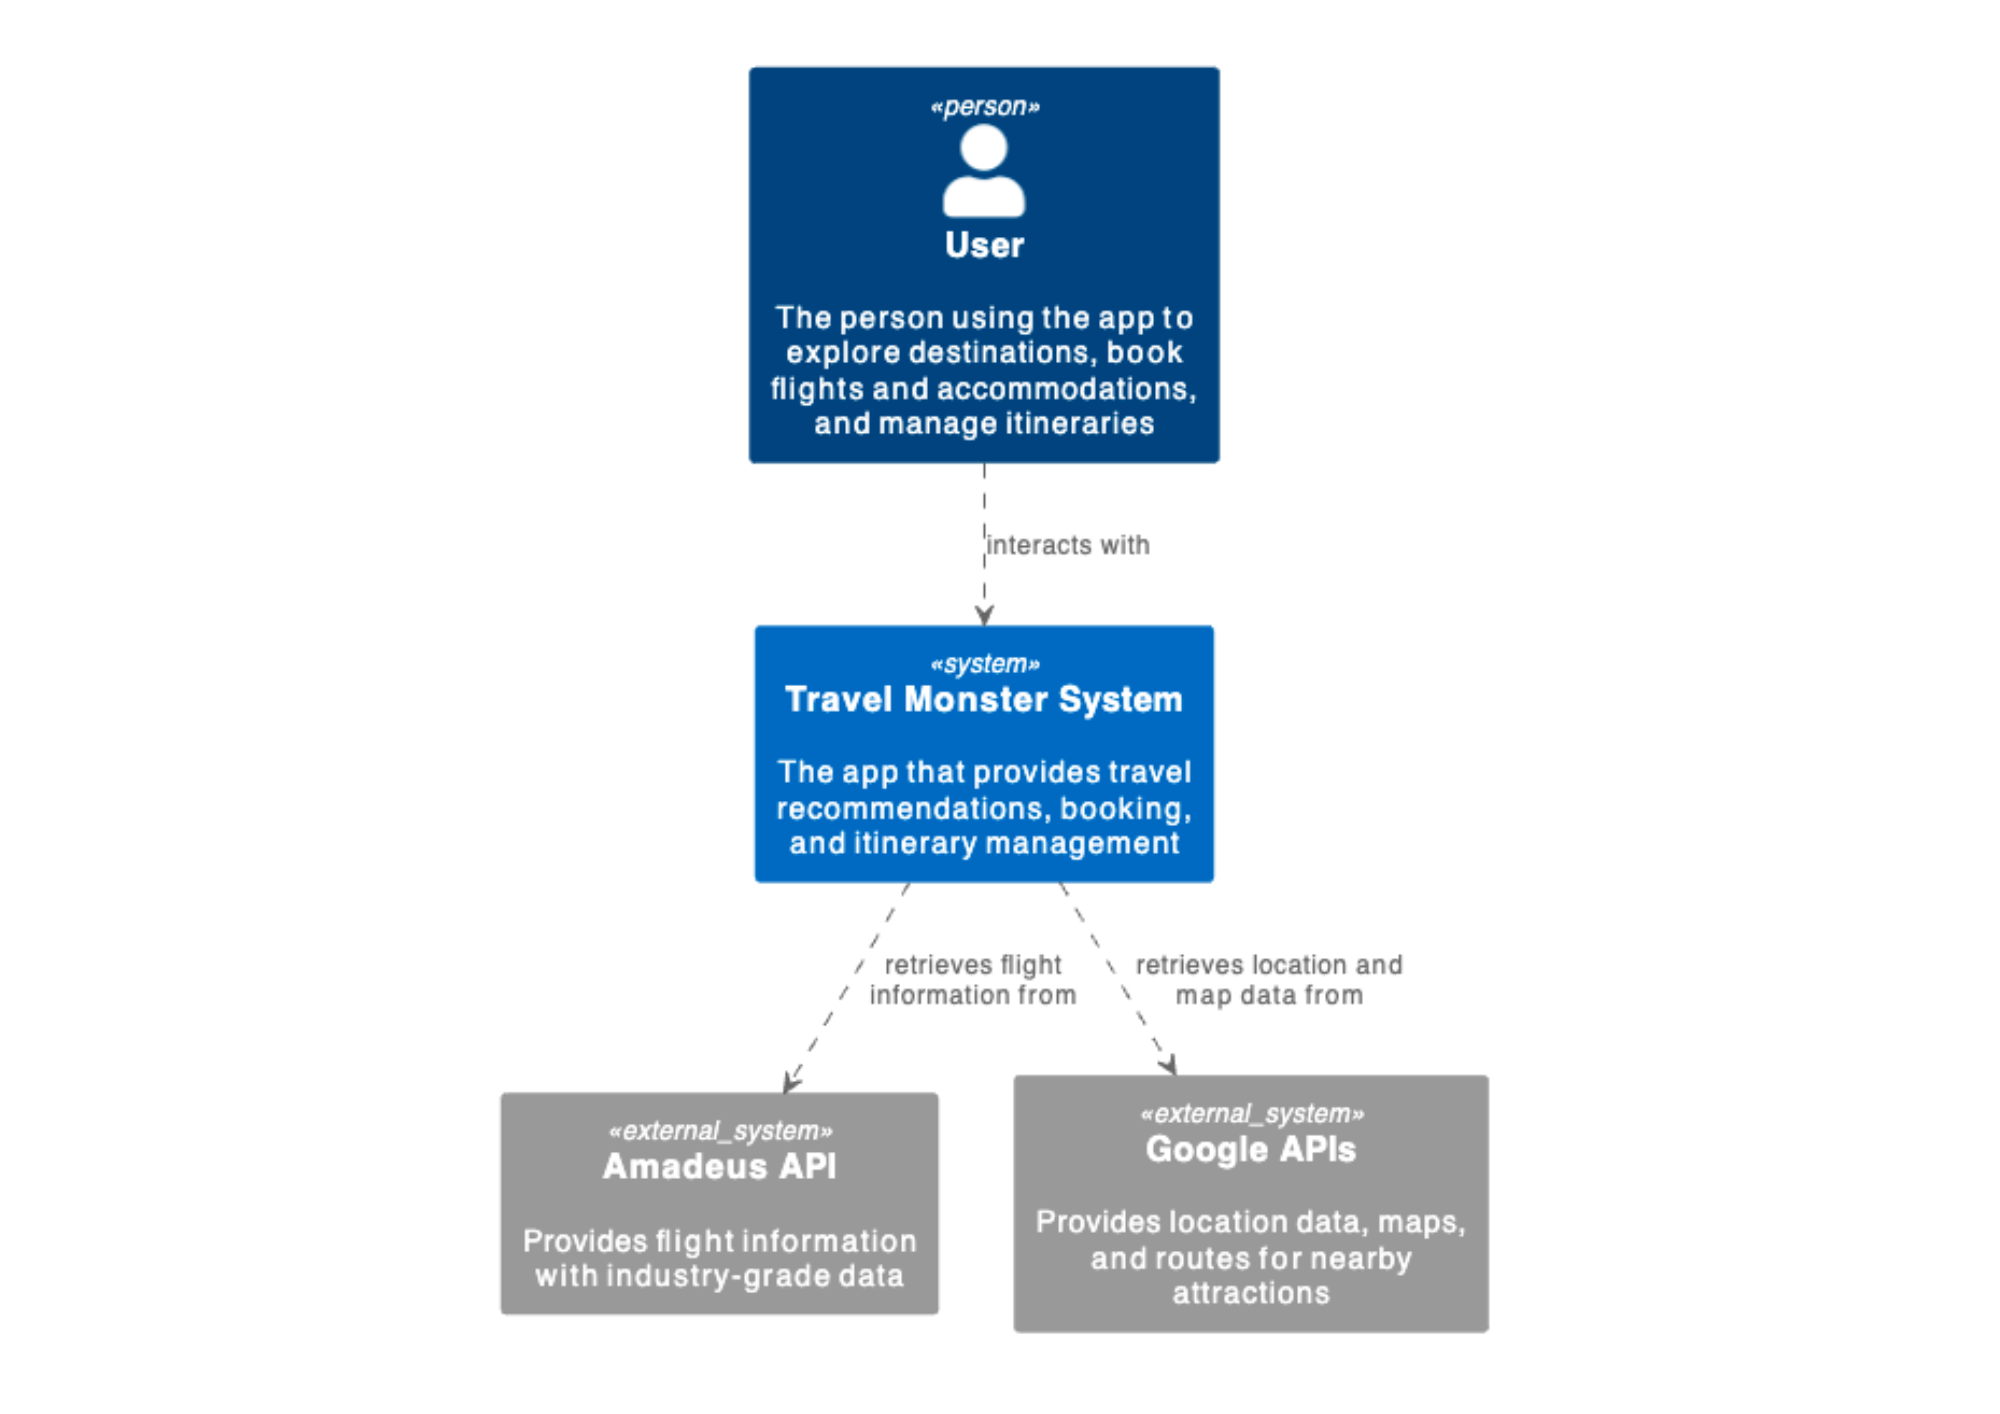 «person»
User
The person using the app to
explore destinations, book
flights and accommodations,
and manage itineraries
interacts with
«system»
Travel Monster System
The app that provides travel
recommendations, booking,
and itinerary management
retrieves flight
information from
retrieves location and
map data from
«external_system»
Amadeus API
Provides flight information
with industry-grade data
«external_system»
Google APIs
Provides location data, maps,
and routes for nearby
attractions